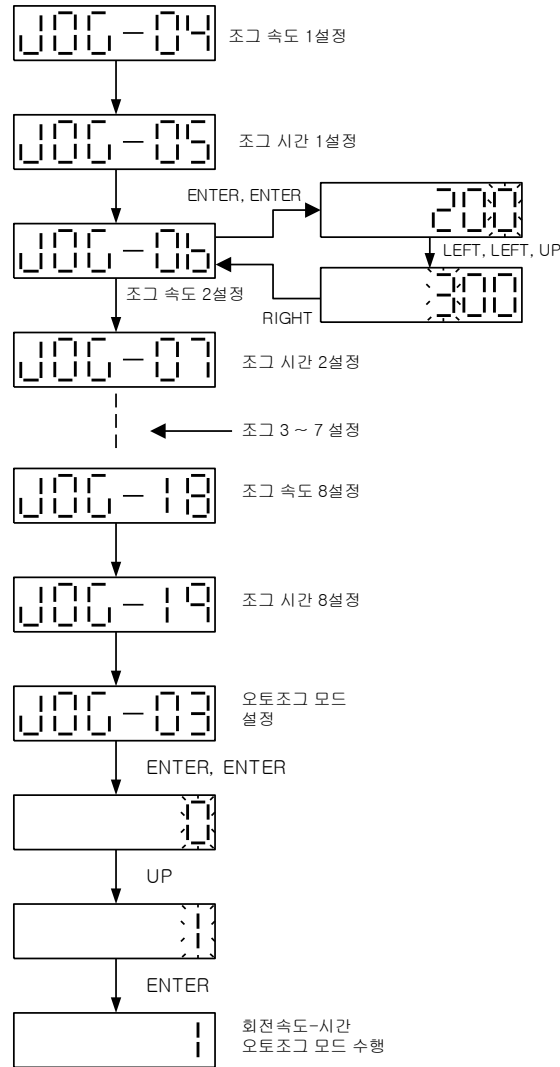 JOG-04
조그 속도 1설정
JOG-05
조그 시간 1설정
ENTER, ENTER
200
JOG-06
LEFT, LEFT, UP
300
조그 속도 2설정
RIGHT
JOG-07
조그 시간 2설정
조그 3 ~ 7 설정
JOG-18
조그 속도 8설정
JOG-19
조그 시간 8설정
JOG-03
오토조그 모드
설정
ENTER, ENTER
0
UP
1
ENTER
1
회전속도-시간
오토조그 모드 수행